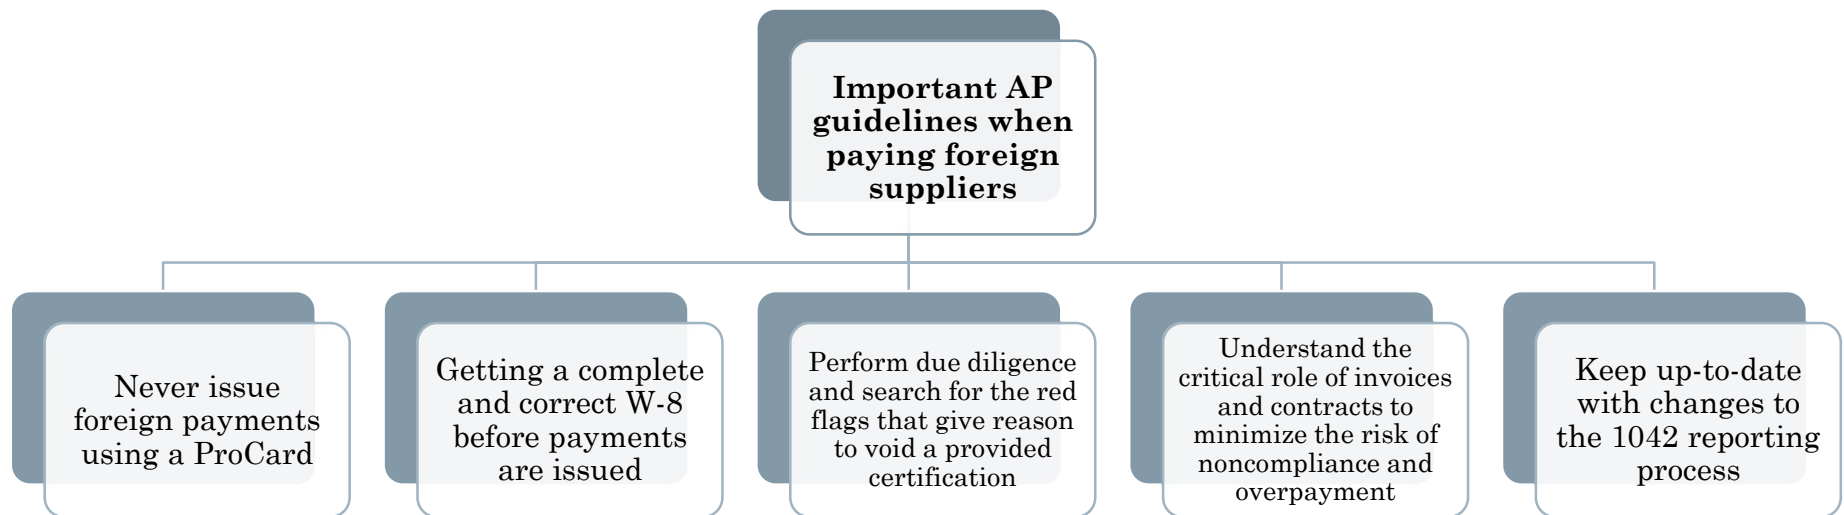 Important AP
guidelines when
paying foreign
suppliers
Never issue
foreign payments
using a ProCard
Getting a complete
and correct W-8
before payments
are issued
Perform due diligence
and search for the red
flags that give reason
to void a provided
certification
Understand the
critical role of invoices
and contracts to
minimize the risk of
noncompliance and
overpayment
Keep up-to-date
with changes to
the 1042 reporting
process